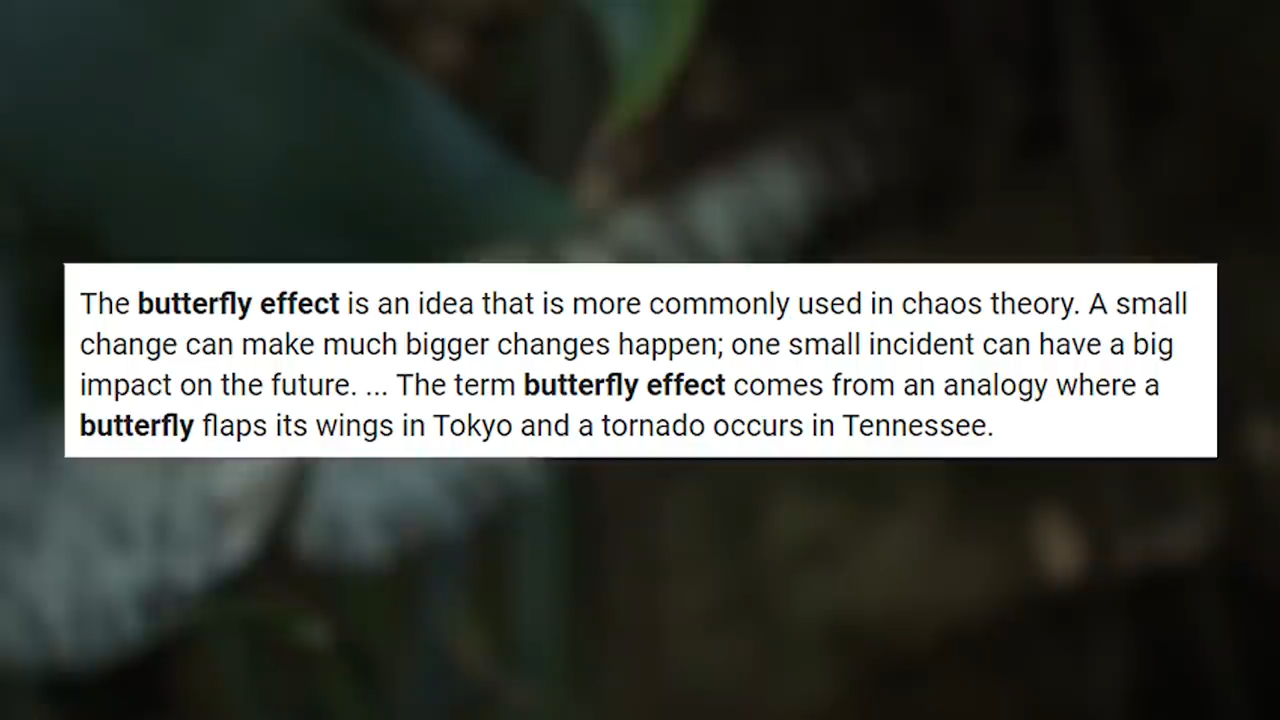 The butterfly effect is an idea that is more commonly used in chaos theory. A small
change can make much bigger changes happen; one small incident can have a big
impact on the future. ... The term butterfly effect comes from an analogy where a
butterfly flaps its wings in Tokyo and a tornado occurs in Tennessee.